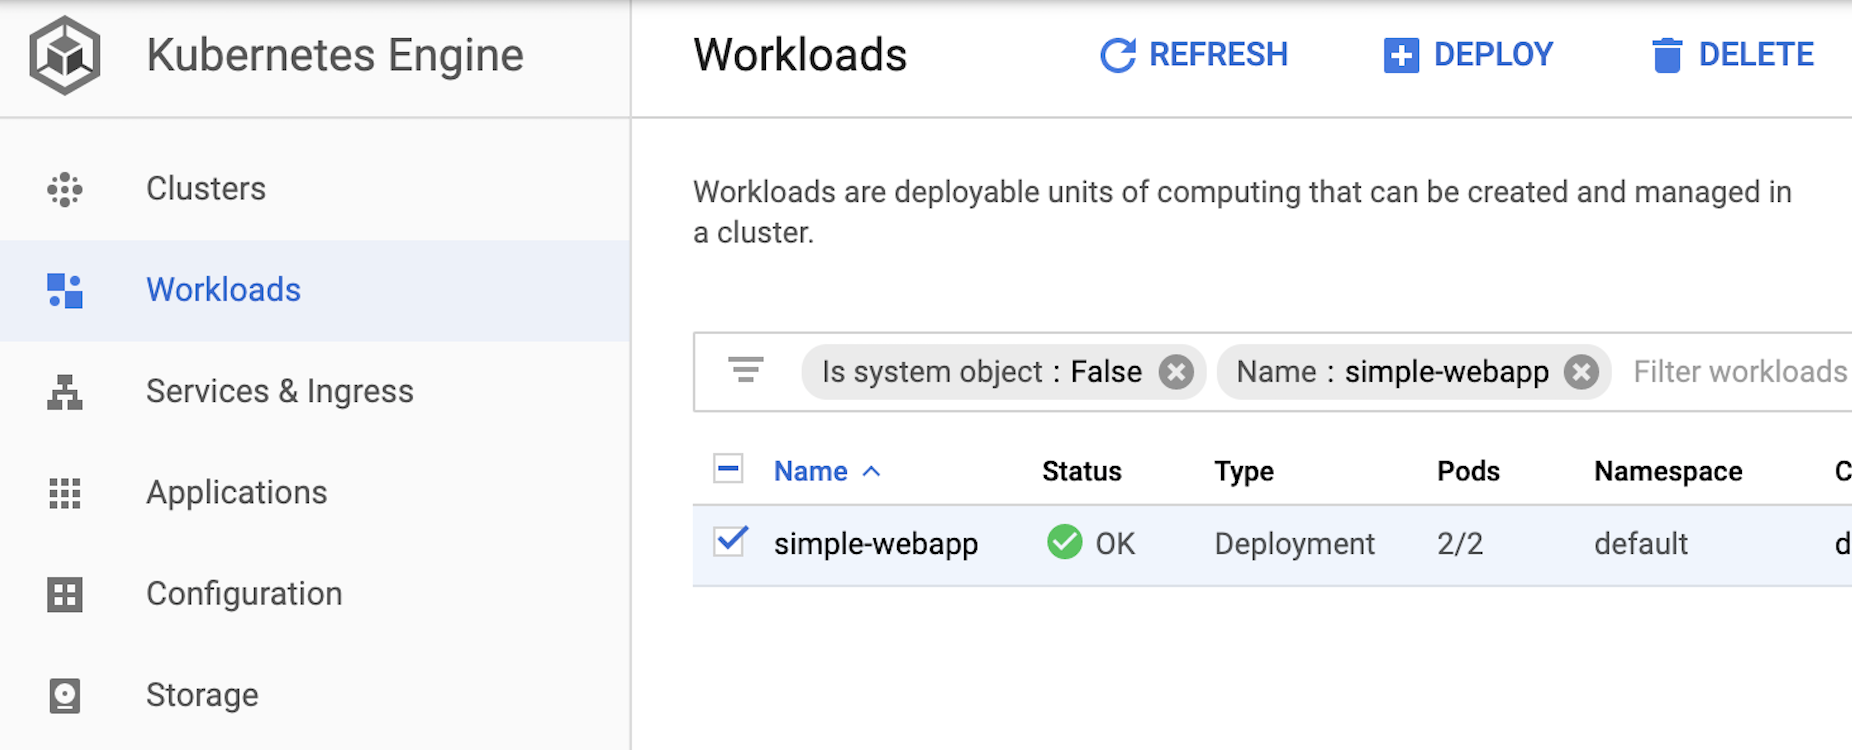 Kubernetes Engine
Workloads
REFRESH
DEPLOY
DELETE
Clusters
Workloads
Services & Ingress
Applications
Configuration
Storage
Workloads are deployable units of computing that can be created and managed in
a cluster.
Is system object : False Name : simple-webapp Filter workloads
Name Status Type Pods Namespace
simple-webapp OK Deployment 2/2 default